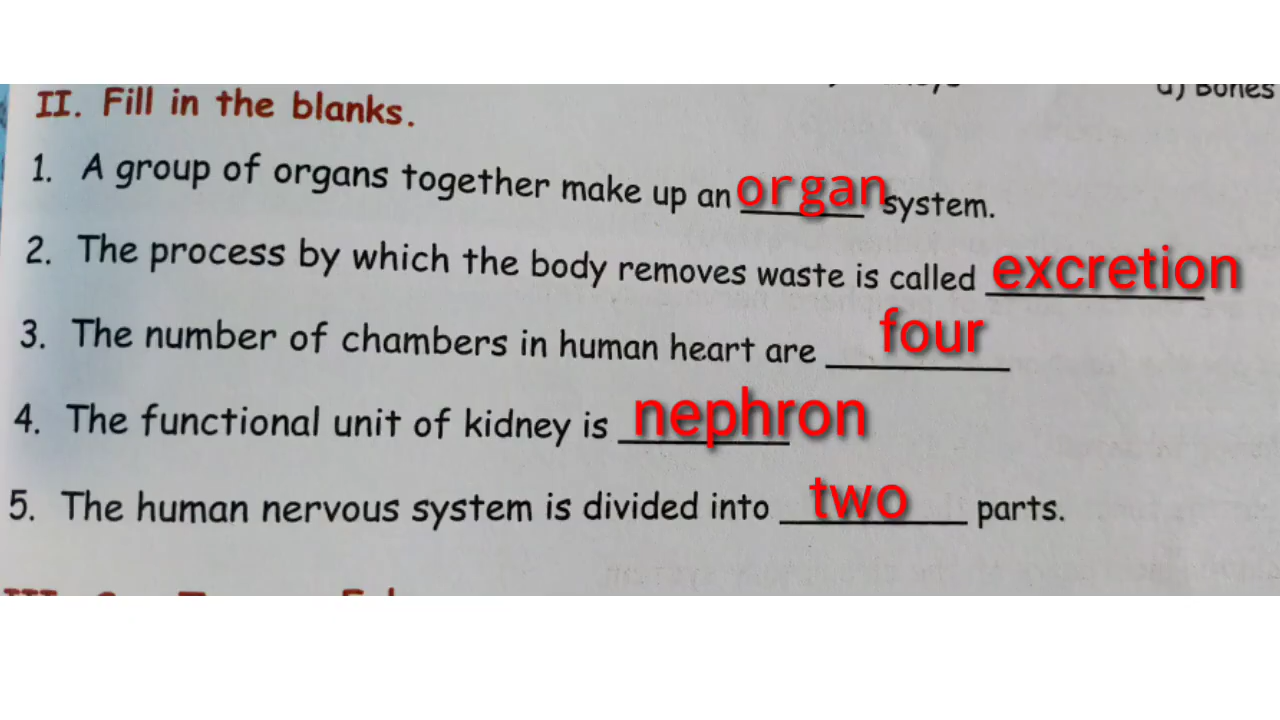 d) Bones
II. Fill in the blanks.
1. A group of organs together make up an organ system.
2. The process by which the body removes waste is called excretion
3. The number of chambers in human heart are four
4. The functional unit of kidney is nephron
5. The human nervous system is divided into two parts.